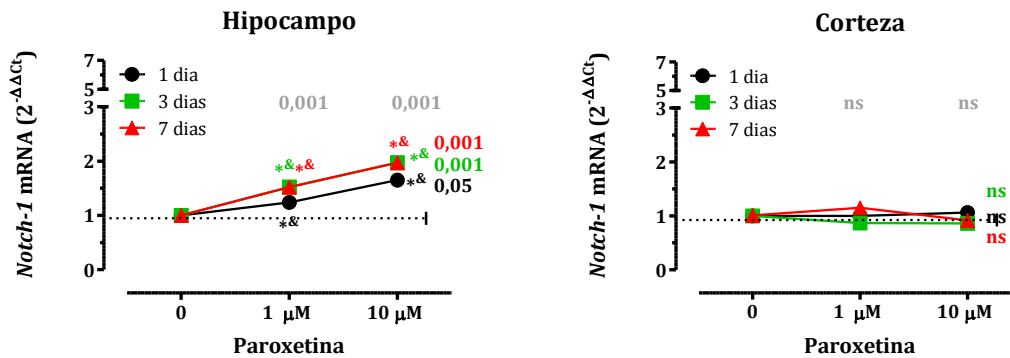 Hipocampo
Notch-1 mRNA (2^-ΔΔCt)
7
5
3
2
1
0
1 dia
3 dias
7 dias
0,001 0,001
*& *& *& 0,001
*& 0,001
*& *& 0,05
0 1 μM 10 μM
Paroxetina
Corteza
Notch-1 mRNA (2^-ΔΔCt)
7
5
3
2
1
0
1 dia
3 dias
7 dias
ns ns
ns
ns
ns
0 1 μM 10 μM
Paroxetina